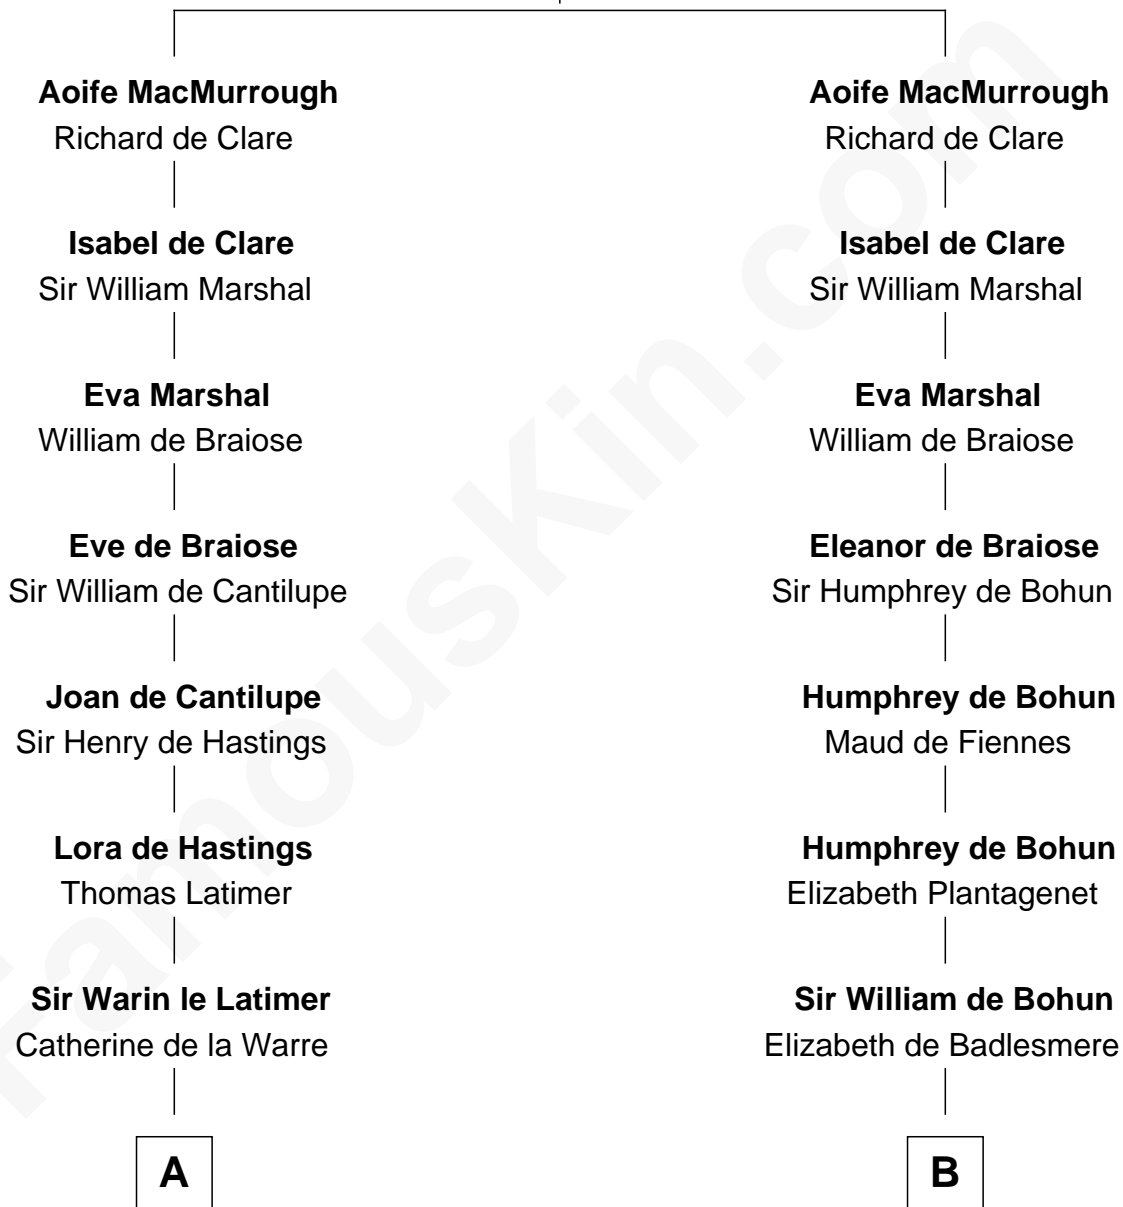 Aoife MacMurrough
Richard de Clare
Isabel de Clare
Sir William Marshal
Eva Marshal
William de Braiose
Eve de Braiose
Sir William de Cantilupe
Joan de Cantilupe
Sir Henry de Hastings
Lora de Hastings
Thomas Latimer
Sir Warin le Latimer
Catherine de la Warre
A
Aoife MacMurrough
Richard de Clare
Isabel de Clare
Sir William Marshal
Eva Marshal
William de Braiose
Eleanor de Braiose
Sir Humphrey de Bohun
Humphrey de Bohun
Maud de Fiennes
Humphrey de Bohun
Elizabeth Plantagenet
Sir William de Bohun
Elizabeth de Badlesmere
B
FamousKin.com